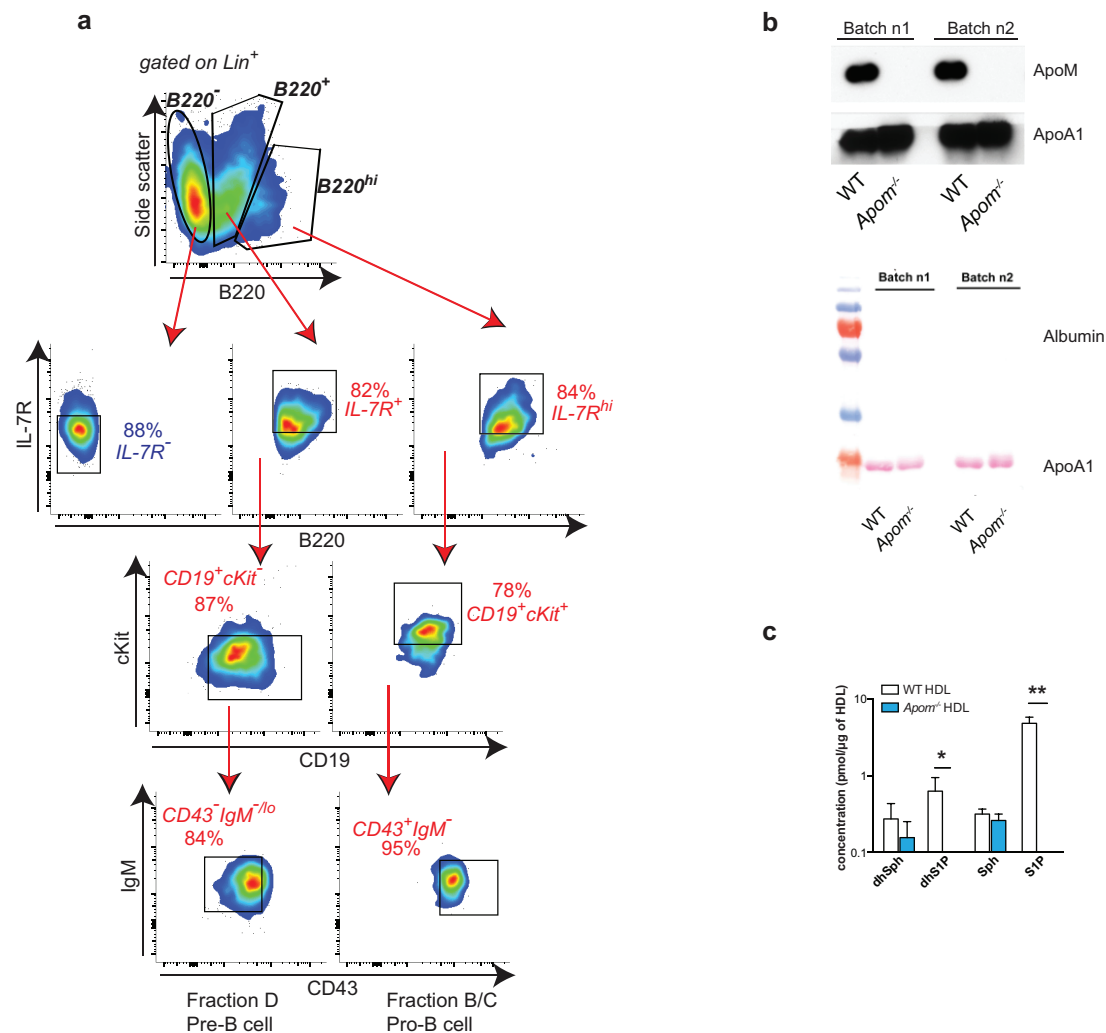 a
gated on Lin+
B220-
B220+
B220hi
Side scatter
B220
IL-7R
88%
IL-7R-
82%
IL-7R+
84%
IL-7Rhi
B220
cKit
CD19+cKit-
87%
78%
CD19+cKit+
CD19
IgM
CD43-IgM-/lo
84%
CD43+IgM-
95%
CD43
Fraction D
Pre-B cell
Fraction B/C
Pro-B cell
b
Batch n1 Batch n2
ApoM
ApoA1
WT Apom-/- WT Apom-/-
Batch n1 Batch n2
Albumin
ApoA1
WT Apom-/- WT Apom-/-
c
WT HDL
Apom-/- HDL
concentration (pmol/µg of HDL)
10
1
0.1
*
**
dhSph dhS1P Sph S1P